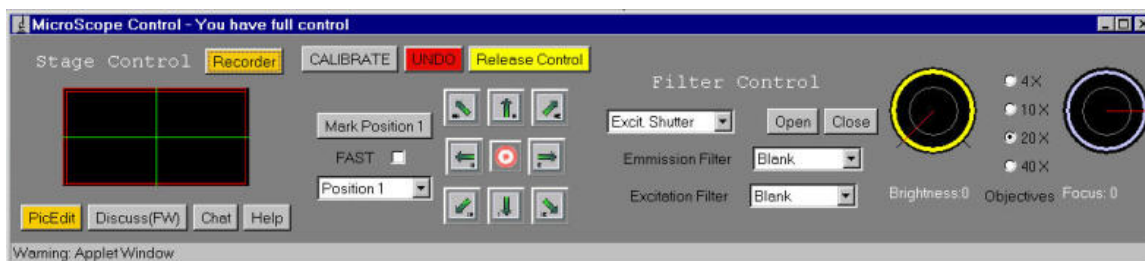 MicroScope Control - You have full control
Stage Control Recorder CALIBRATE UNDO Release Control
Filter Control
4X
10X
20X
40X
Mark Position 1
Excit. Shutter Open Close
FAST
Emmission Filter Blank
Position 1
Excitation Filter Blank
Brightness:0 Objectives Focus: 0
PicEdit Discuss(FW) Chat Help
Warning: Applet Window